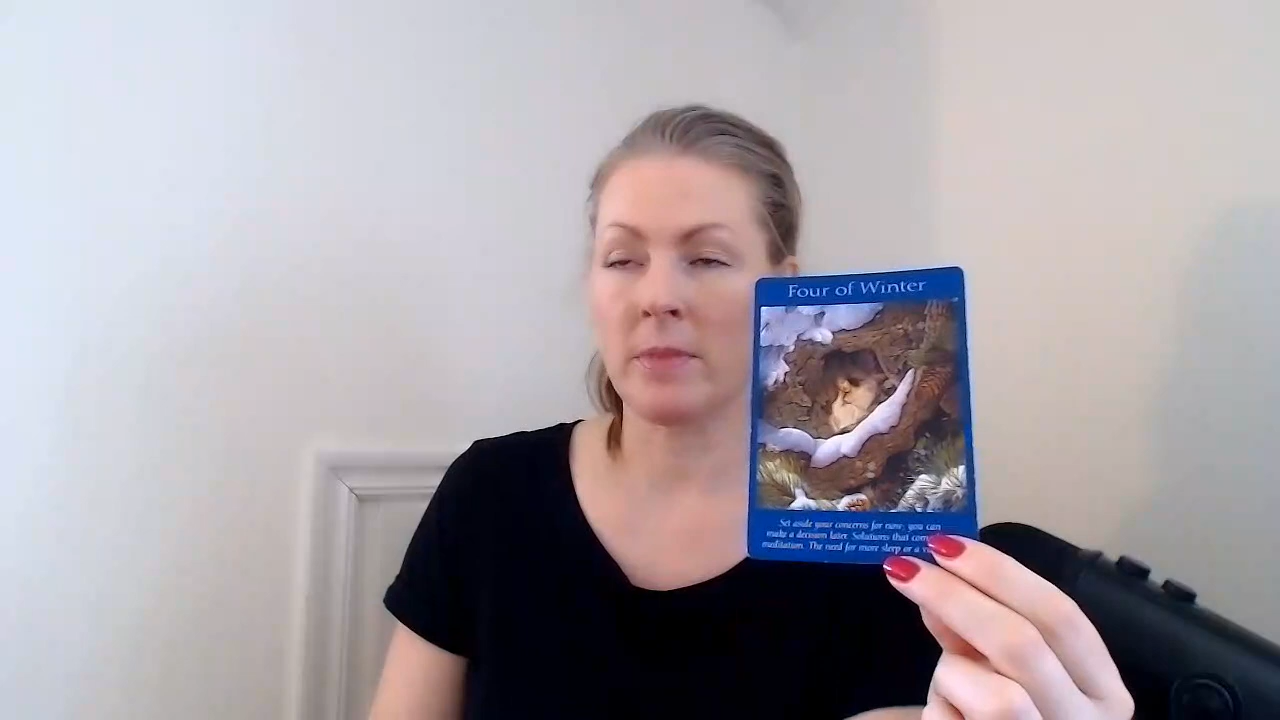 Four of Winter
Set aside your concerns for now; you can
make a decision later. Solutions that
meditation. The need for more sleep or a